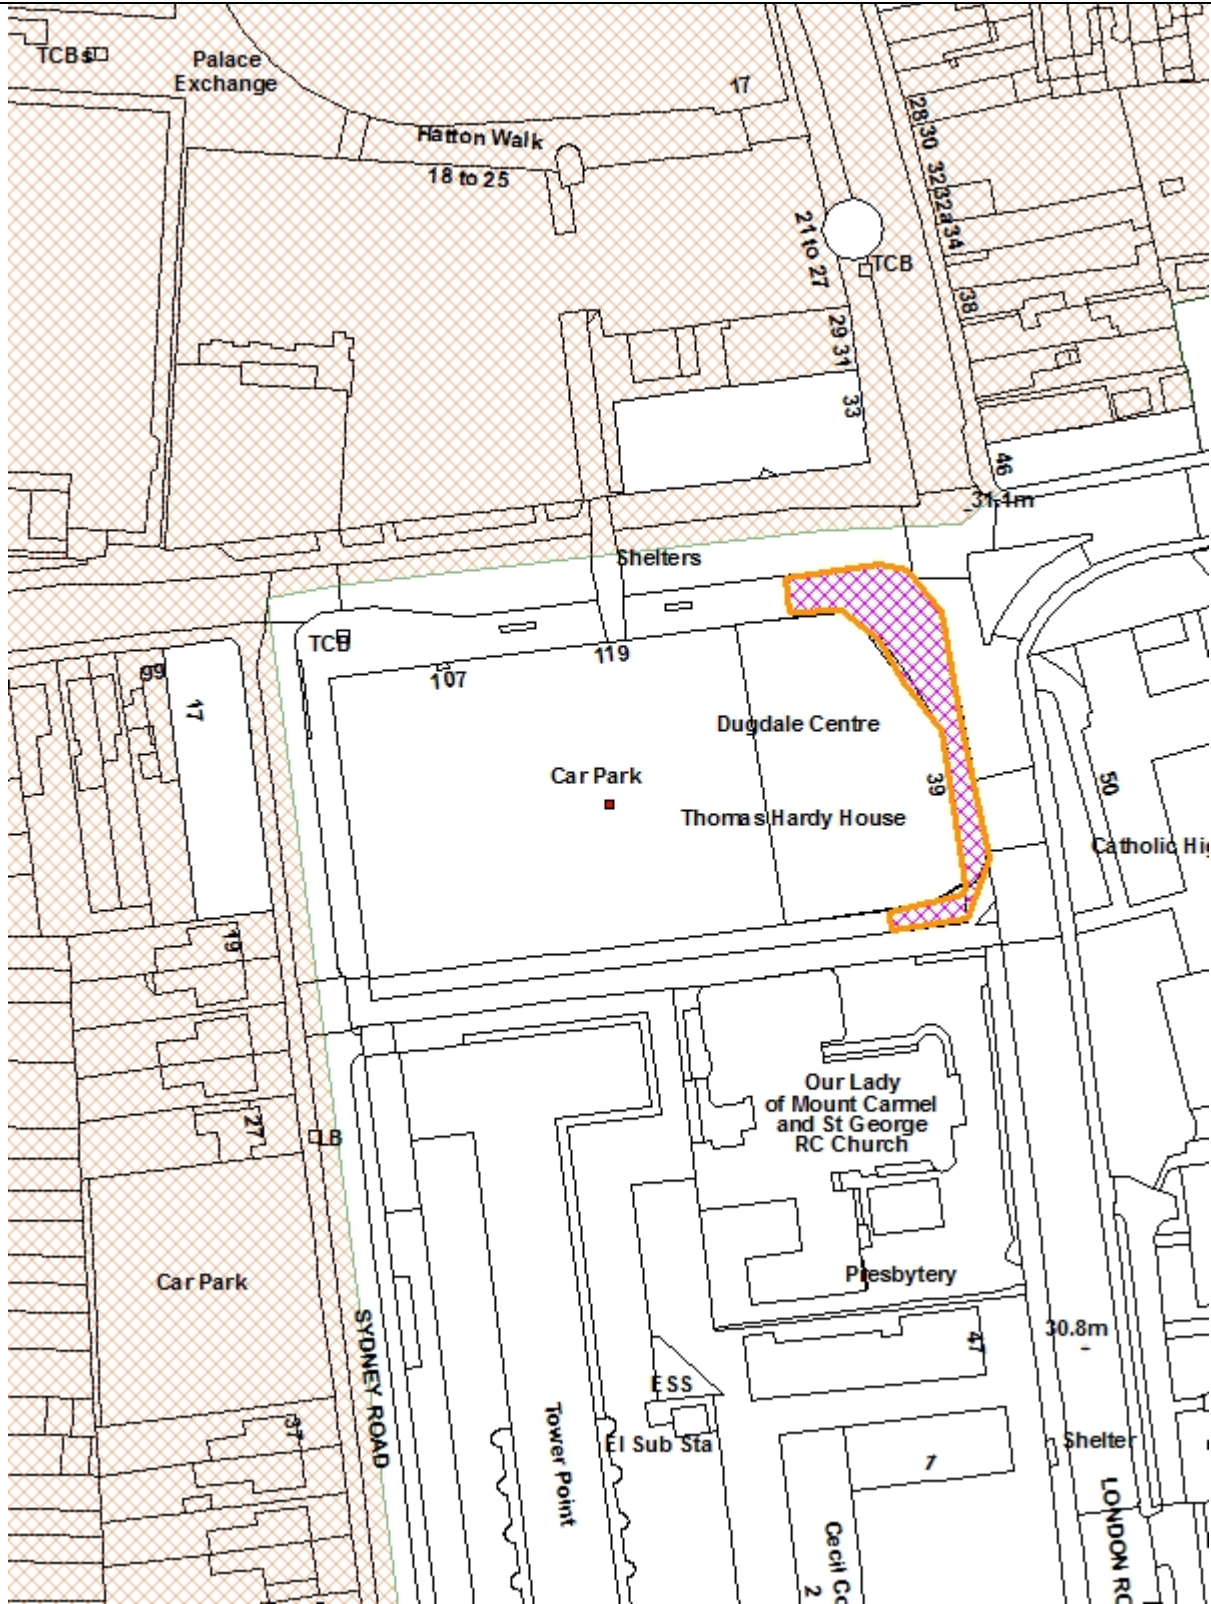 TCBs
Palace
Exchange
17
Hatton Walk
18 to 25
28 30
32
32a
34
21 to 27
TCB
38
29 31
33
46
31.1m
Shelters
TCB
99
17
107
119
Dugdale Centre
Car Park
39
50
Thomas Hardy House
Catholic Hig
19
Our Lady
of Mount Carmel
and St George
RC Church
27
LB
Car Park
Presbytery
SYDNEY ROAD
47
30.8m
ESS
37
Tower Point
El Sub Sta
1
Shelter
LONDON RO
Cecil Co
2